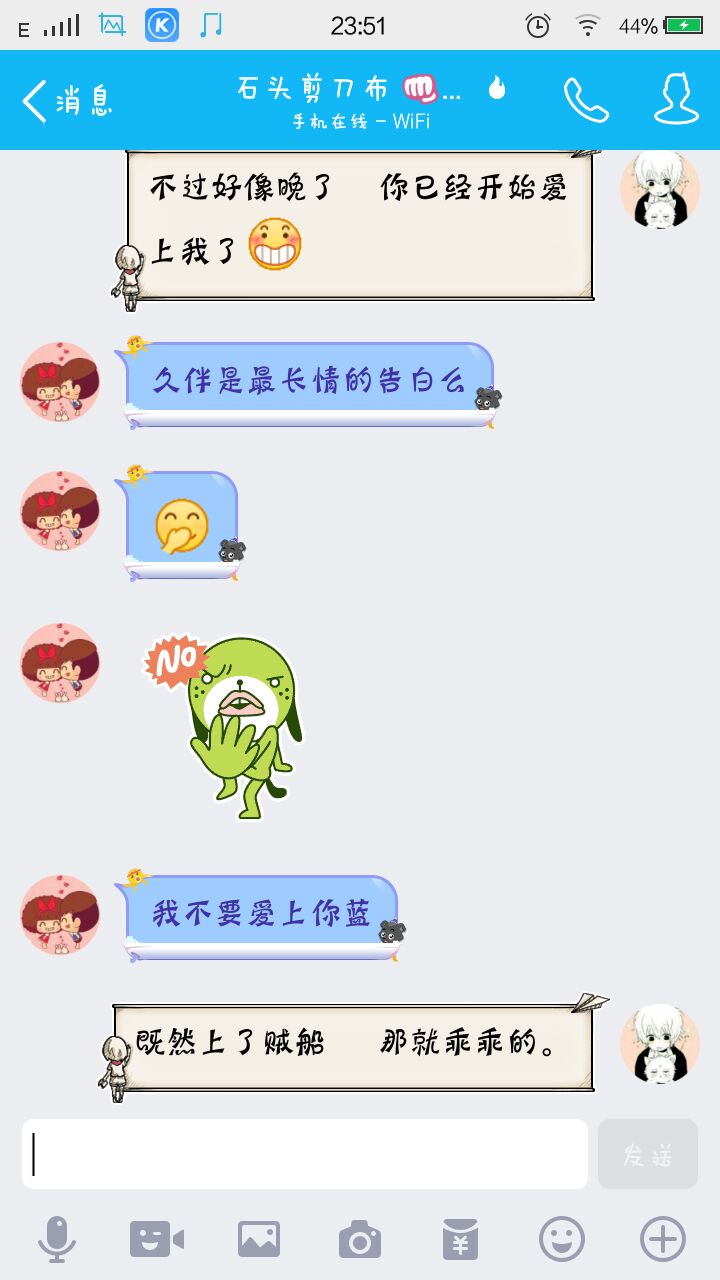 E 23:51 44%
消息
石头剪刀布 👊...
手机在线 - WiFi
不过好像晚了 你已经开始爱
上我了
久伴是最长情的告白么
NO
我不要爱上你蓝
既然上了贼船 那就乖乖的。
发送